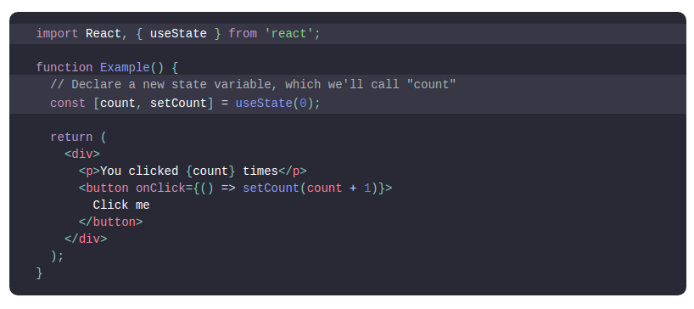 import React, { useState } from 'react';

function Example() {
  // Declare a new state variable, which we'll call "count"
  const [count, setCount] = useState(0);

  return (
    <div>
      <p>You clicked {count} times</p>
      <button onClick={() => setCount(count + 1)}>
        Click me
      </button>
    </div>
  );
}